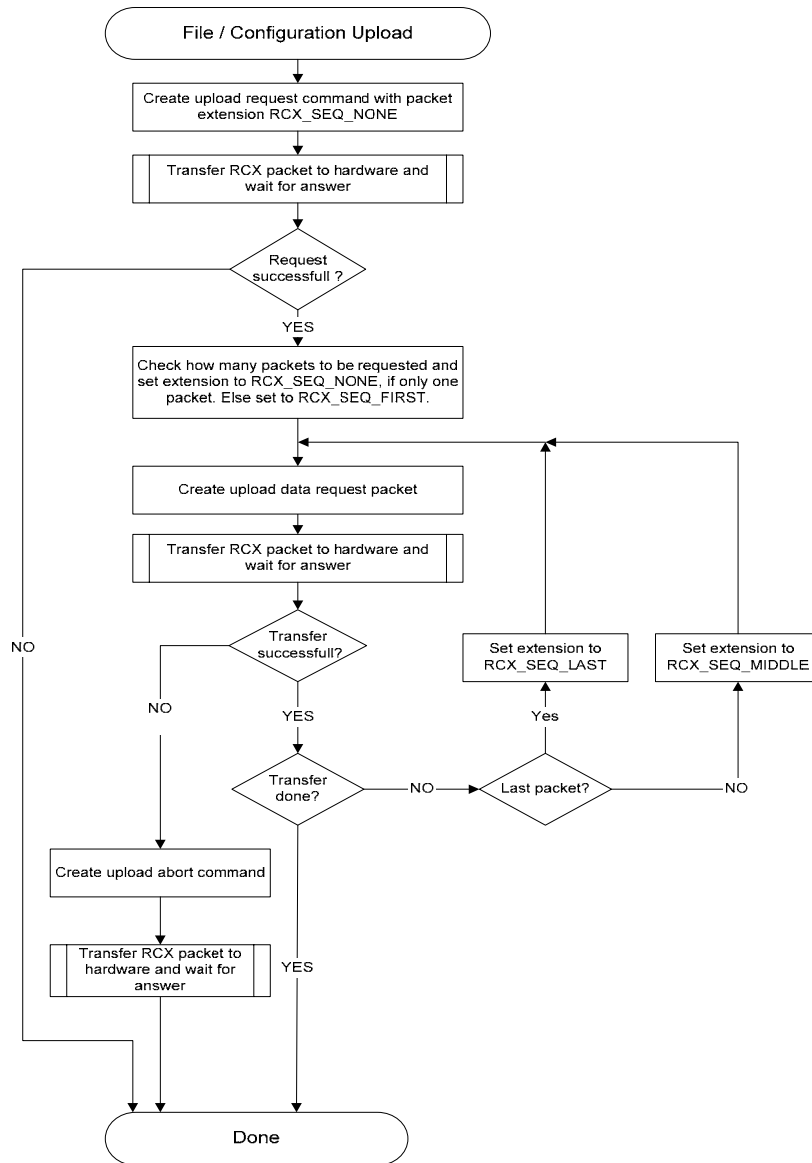 File / Configuration Upload
Create upload request command with packet
extension RCX_SEQ_NONE
Transfer RCX packet to hardware and
wait for answer
Request
successfull ?
YES
Check how many packets to be requested and
set extension to RCX_SEQ_NONE, if only one
packet. Else set to RCX_SEQ_FIRST.
Create upload data request packet
Transfer RCX packet to hardware and
wait for answer
NO
Transfer
successfull?
Set extension to
RCX_SEQ_LAST
Set extension to
RCX_SEQ_MIDDLE
NO
YES
Yes
Transfer
done?
NO
Last packet?
NO
Create upload abort command
Transfer RCX packet to
hardware and wait for
answer
YES
Done